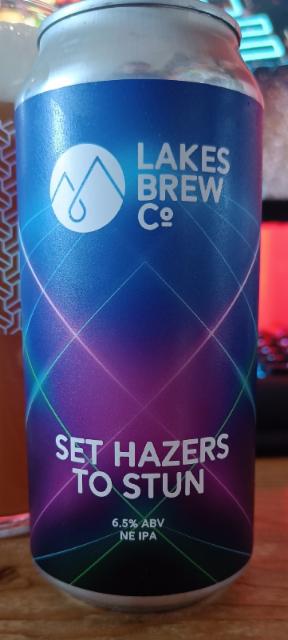 LAKES
BREW
Cº
SET HAZERS
TO STUN
6.5% ABV
NE IPA